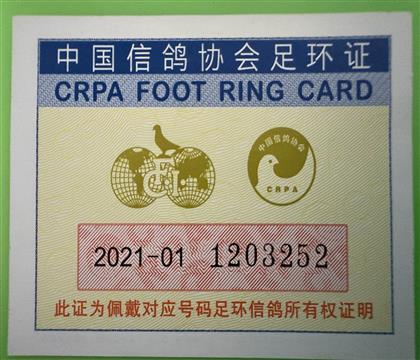 中国信鸽协会足环证
CRPA FOOT RING CARD
FCI
中国信鸽协会
CRPA
2021-01 1203252
此证为佩戴对应号码足环信鸽所有权证明